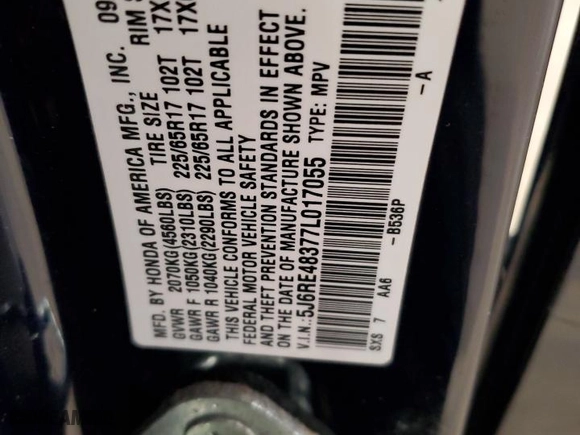 MFD. BY HONDA OF AMERICA MFG., INC. 09
TIRE SIZE RIM S
GVWR 2070KG(4560LBS)
GAWR F 1050KG(2310LBS) 225/65R17 102T 17X
GAWR R 1040KG(2290LBS) 225/65R17 102T 17X
THIS VEHICLE CONFORMS TO ALL APPLICABLE
FEDERAL MOTOR VEHICLE SAFETY
AND THEFT PREVENTION STANDARDS IN EFFECT
ON THE DATE OF MANUFACTURE SHOWN ABOVE.
V.I.N.: 5J6RE48377L017055 TYPE: MPV
SXS 7 AA6 -B536P -A